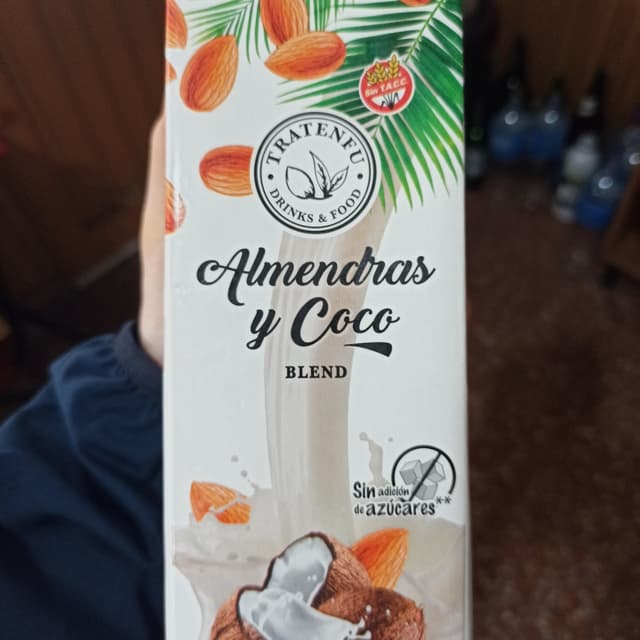 Sin T.A.C.C
TRATENFU
DRINKS & FOOD
Almendras
y Coco
BLEND
Sin adición
de azúcares**